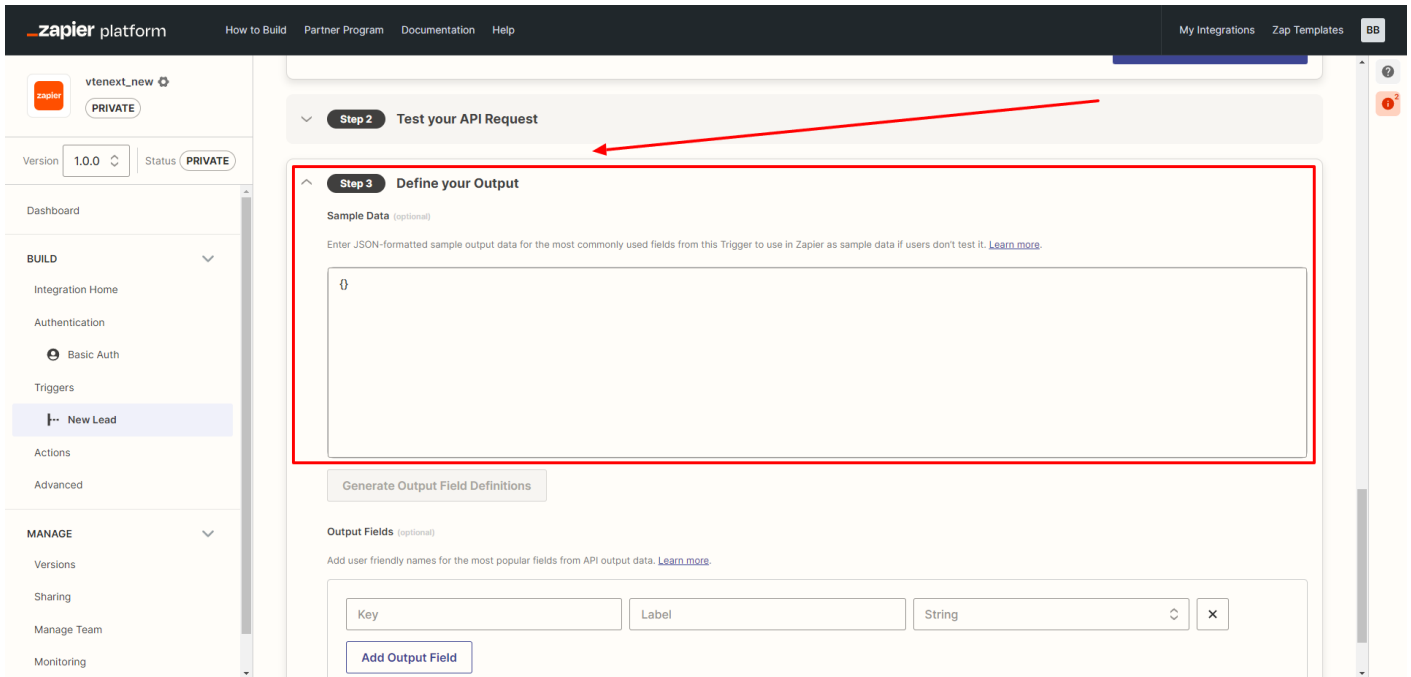 zapier platform How to Build Partner Program Documentation Help My Integrations Zap Templates BB
zapier
vtenext_new
PRIVATE
Version 1.0.0 Status PRIVATE
Dashboard
BUILD
Integration Home
Authentication
Basic Auth
Triggers
New Lead
Actions
Advanced
MANAGE
Versions
Sharing
Manage Team
Monitoring
Step 2 Test your API Request
Step 3 Define your Output
Sample Data (optional)
Enter JSON-formatted sample output data for the most commonly used fields from this Trigger to use in Zapier as sample data if users don't test it. Learn more.
{}
Generate Output Field Definitions
Output Fields (optional)
Add user friendly names for the most popular fields from API output data. Learn more.
Key Label String
Add Output Field
2